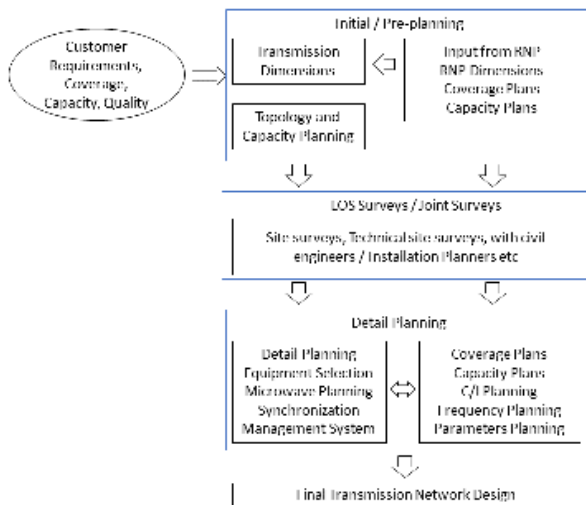 Customer
Requirements,
Coverage,
Capacity, Quality
Initial / Pre-planning
Transmission
Dimensions
Input from RNP
RNP Dimensions
Coverage Plans
Capacity Plans
Topology and
Capacity Planning
LOS Surveys / Joint Surveys
Site surveys, Technical site surveys, with civil
engineers / Installation Planners etc
Detail Planning
Detail Planning
Equipment Selection
Microwave Planning
Synchronization
Management System
Coverage Plans
Capacity Plans
C/I Planning
Frequency Planning
Parameters Planning
Final Transmission Network Design